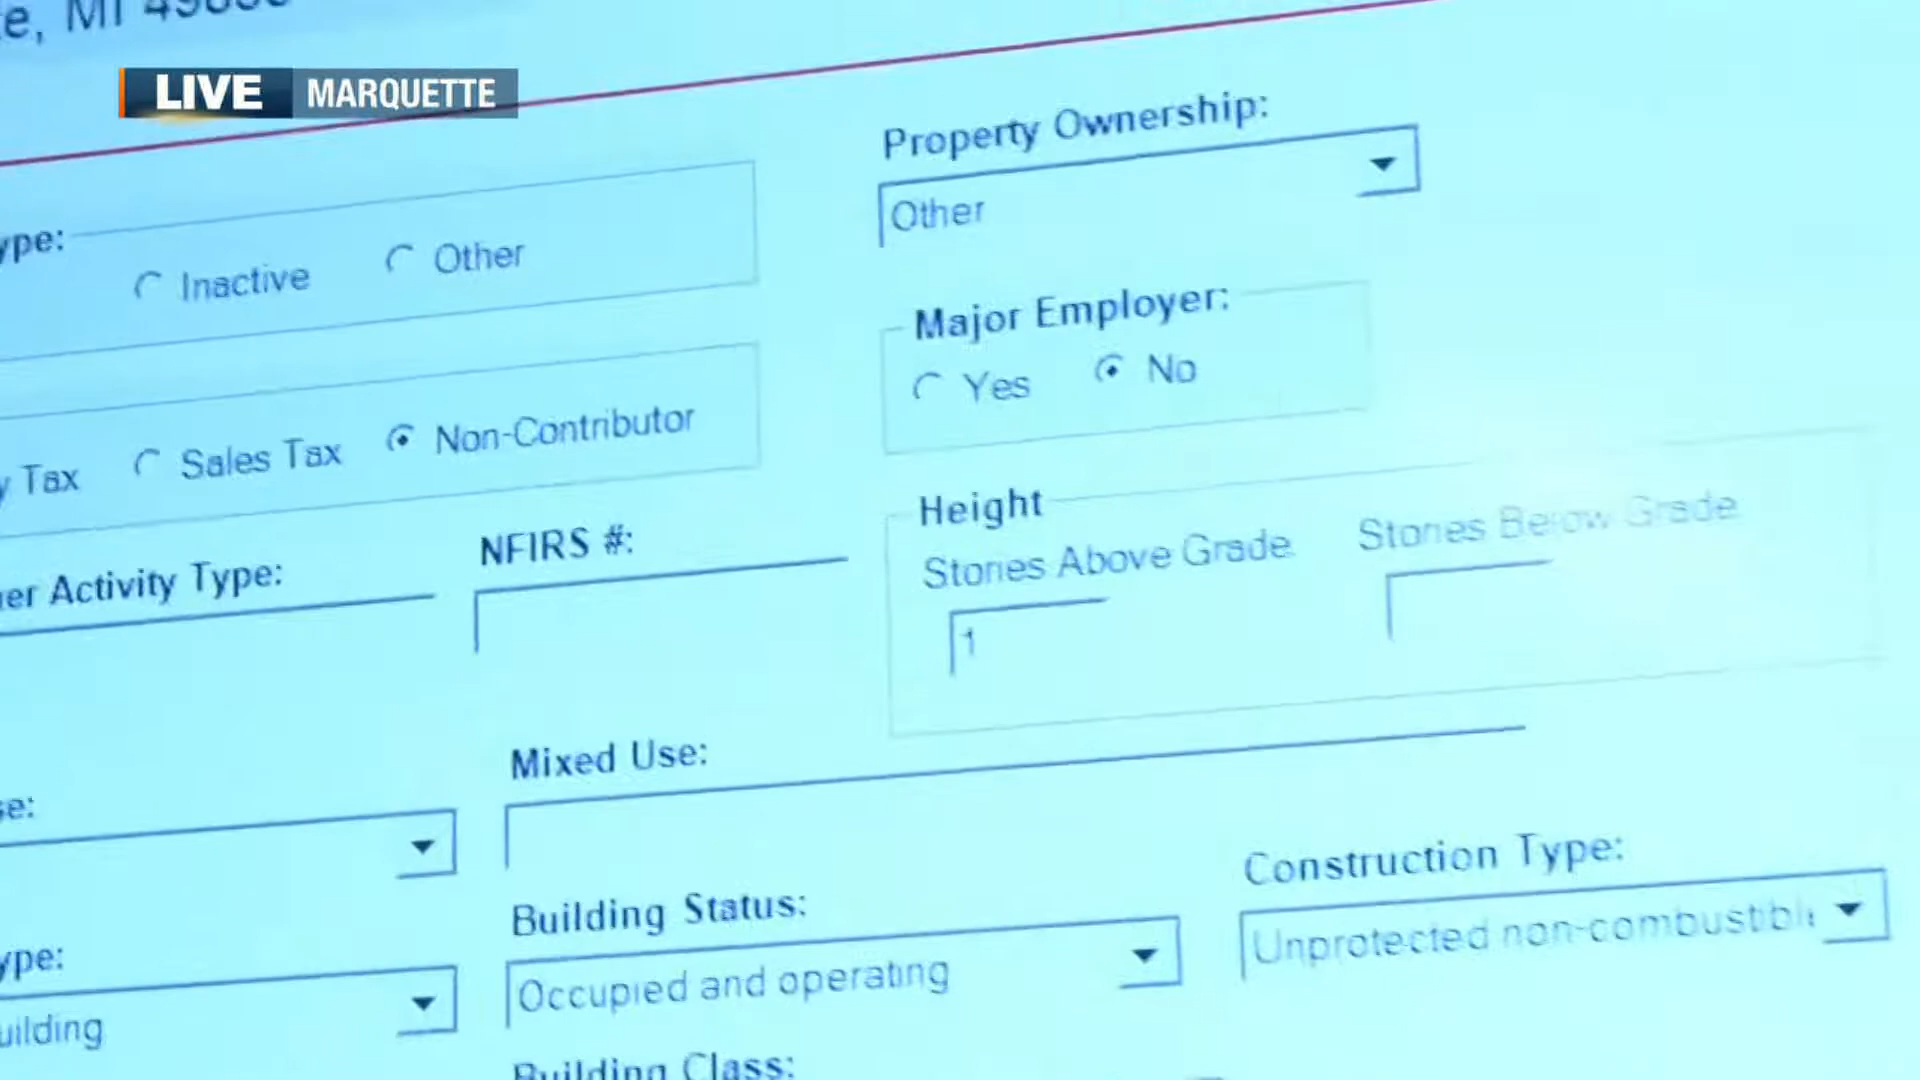 e, MI 498
LIVE MARQUETTE
Property Ownership:
Other
ype:
Inactive Other
Major Employer:
Yes No
y Tax Sales Tax Non-Contributor
Height
Stories Above Grade Stories Below Grade
1
NFIRS #:
er Activity Type:
Mixed Use:
se:
Construction Type:
Unprotected non-combustibl
Building Status:
Occupied and operating
ype:
uilding
Building Class: